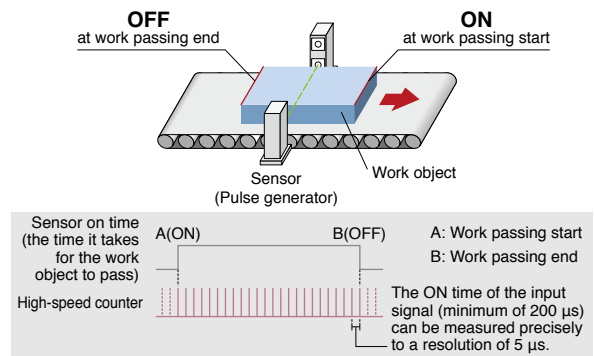 OFF
at work passing end
ON
at work passing start
Work object
Sensor
(Pulse generator)
Sensor on time
(the time it takes
for the work
object to pass)
A(ON)
B(OFF)
A: Work passing start
B: Work passing end
High-speed counter
The ON time of the input
signal (minimum of 200 µs)
can be measured precisely
to a resolution of 5 µs.